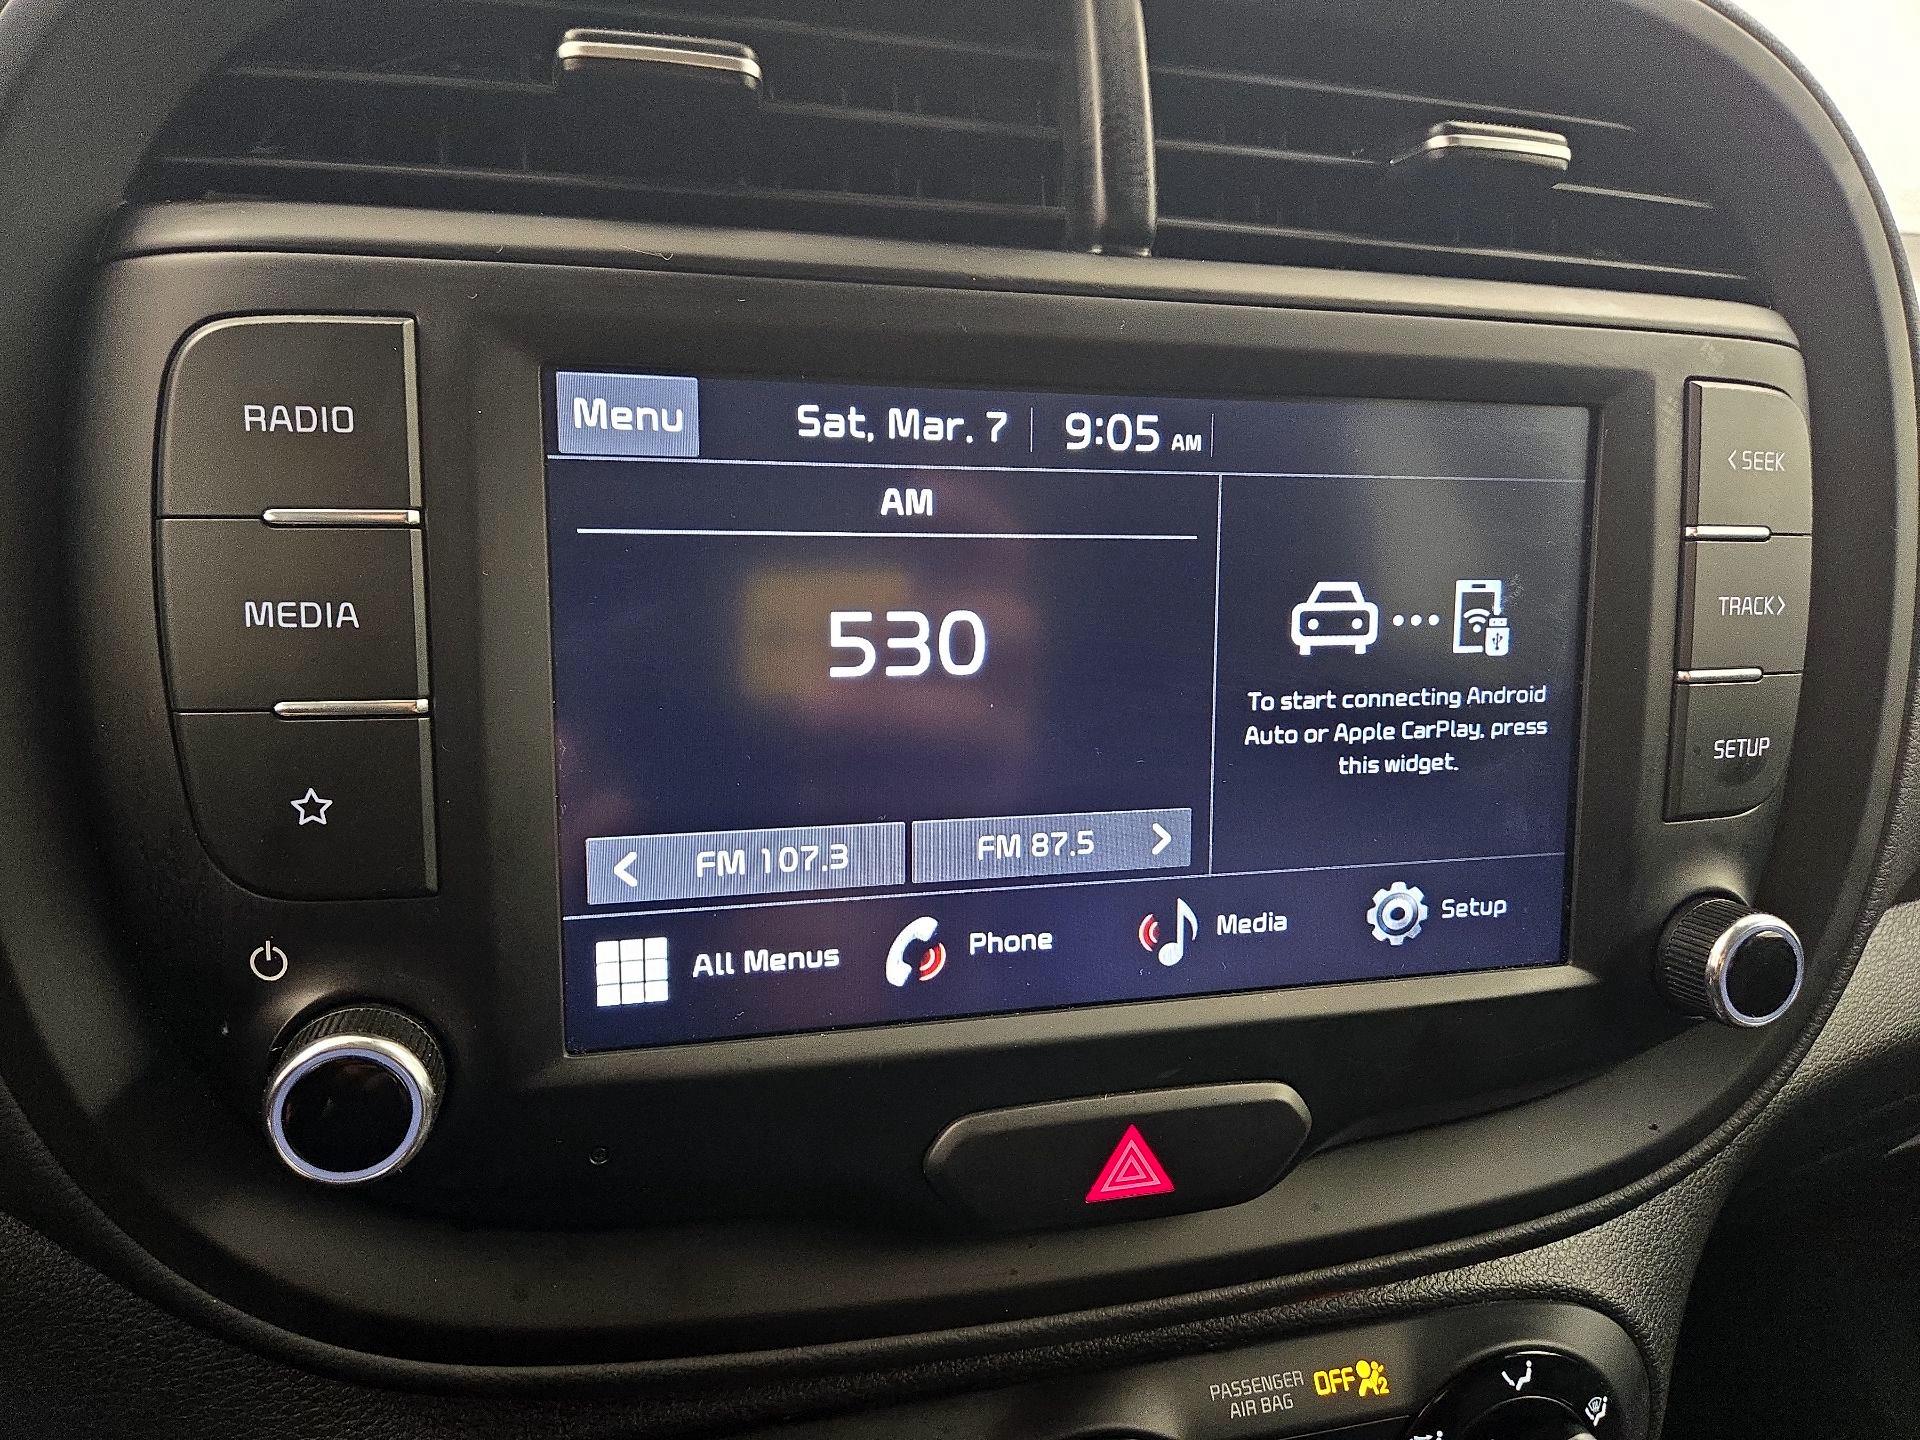 RADIO
MEDIA
Menu
Sat, Mar. 7
9:05 AM
AM
530
FM 107.3
FM 87.5
To start connecting Android
Auto or Apple CarPlay, press
this widget.
All Menus
Phone
Media
Setup
< SEEK
TRACK >
SETUP
PASSENGER
AIR BAG
OFF
2